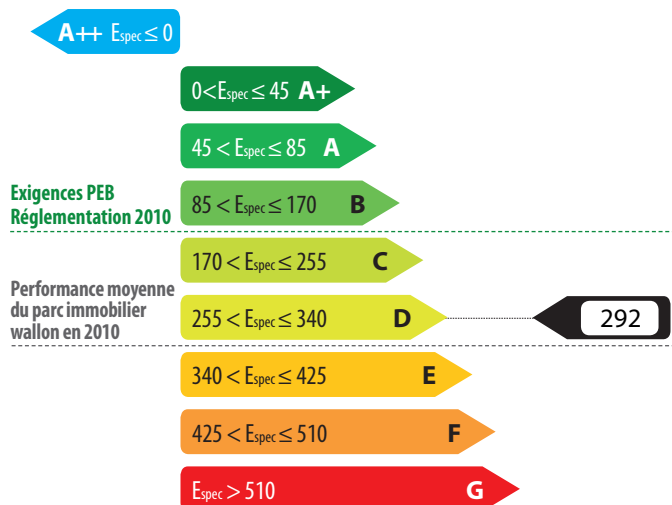 A++ Espec ≤ 0
0<Espec ≤ 45 A+
45 < Espec ≤ 85 A
Exigences PEB
Réglementation 2010
85 < Espec ≤ 170 B
170 < Espec ≤ 255 C
Performance moyenne
du parc immobilier
wallon en 2010
255 < Espec ≤ 340 D
292
340 < Espec ≤ 425 E
425 < Espec ≤ 510 F
Espec > 510 G